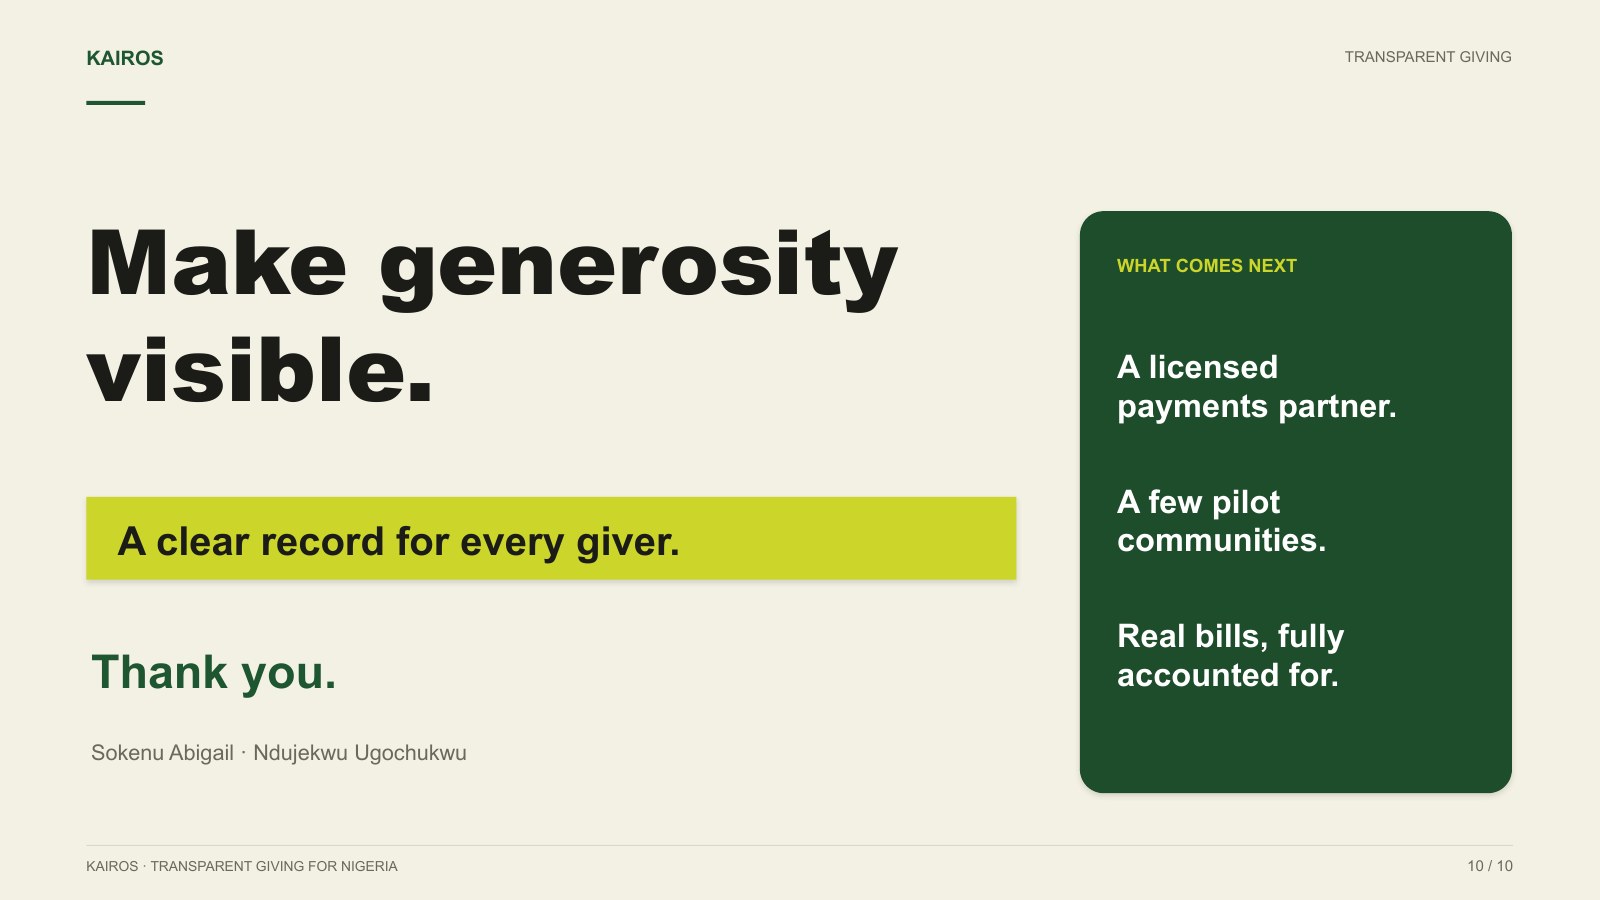 KAIROS
TRANSPARENT GIVING
Make generosity
visible.
A clear record for every giver.
Thank you.
Sokenu Abigail · Ndujekwu Ugochukwu
WHAT COMES NEXT
A licensed
payments partner.
A few pilot
communities.
Real bills, fully
accounted for.
KAIROS · TRANSPARENT GIVING FOR NIGERIA
10 / 10